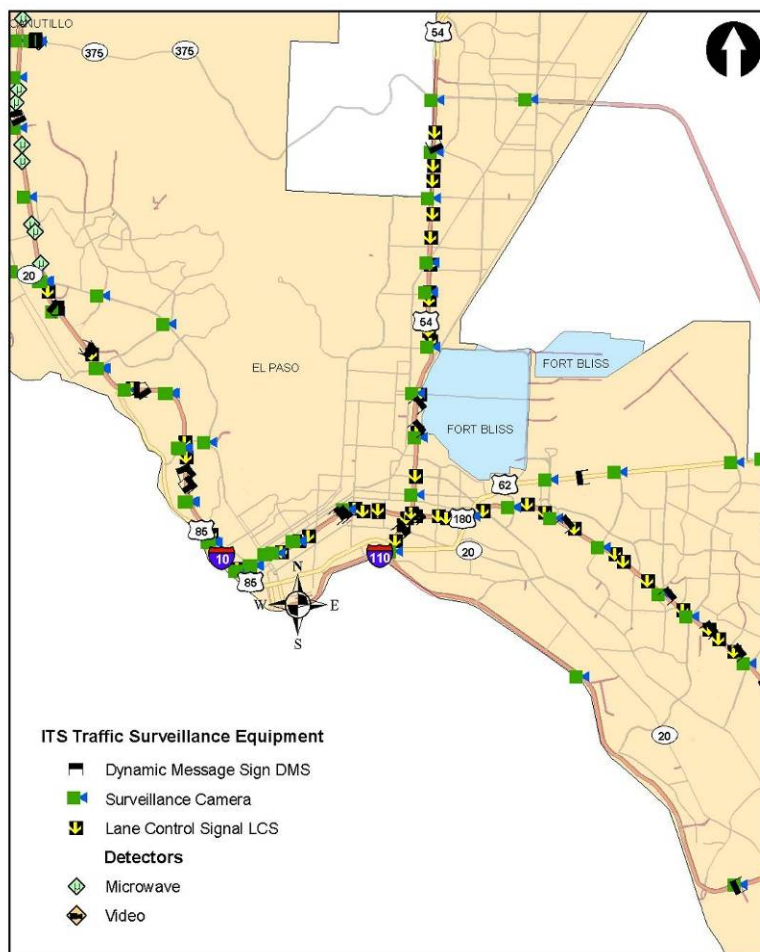 CANUTILLO
54
375
375
20
54
EL PASO
FORT BLISS
FORT BLISS
62
85
180
10
110
20
85
N
W
E
S
20
ITS Traffic Surveillance Equipment
Dynamic Message Sign DMS
Surveillance Camera
Lane Control Signal LCS
Detectors
Microwave
Video